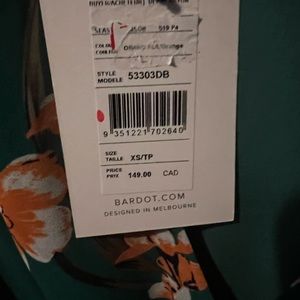 COLOR
STYLE
MODELE 53303DB
9 351221 702640
SIZE
TAILLE XS/TP
PRICE
PRIX 149.00 CAD
BARDOT.COM
DESIGNED IN MELBOURNE